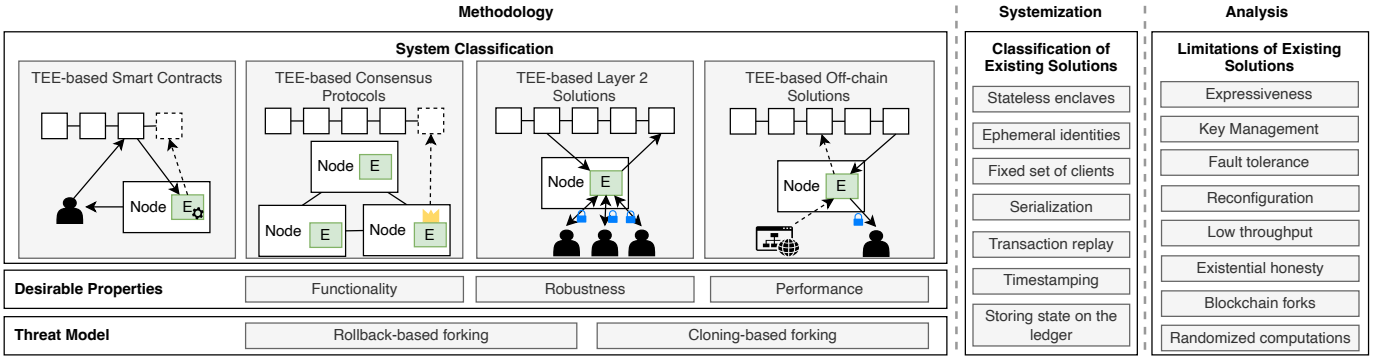 Methodology
Systemization
Analysis
System Classification
TEE-based Smart Contracts
Node
E
TEE-based Consensus
Protocols
Node
E
Node
E
Node
E
TEE-based Layer 2
Solutions
Node
E
TEE-based Off-chain
Solutions
Node
E
Desirable Properties
Functionality
Robustness
Performance
Threat Model
Rollback-based forking
Cloning-based forking
Classification of
Existing Solutions
Stateless enclaves
Ephemeral identities
Fixed set of clients
Serialization
Transaction replay
Timestamping
Storing state on the
ledger
Limitations of Existing
Solutions
Expressiveness
Key Management
Fault tolerance
Reconfiguration
Low throughput
Existential honesty
Blockchain forks
Randomized computations